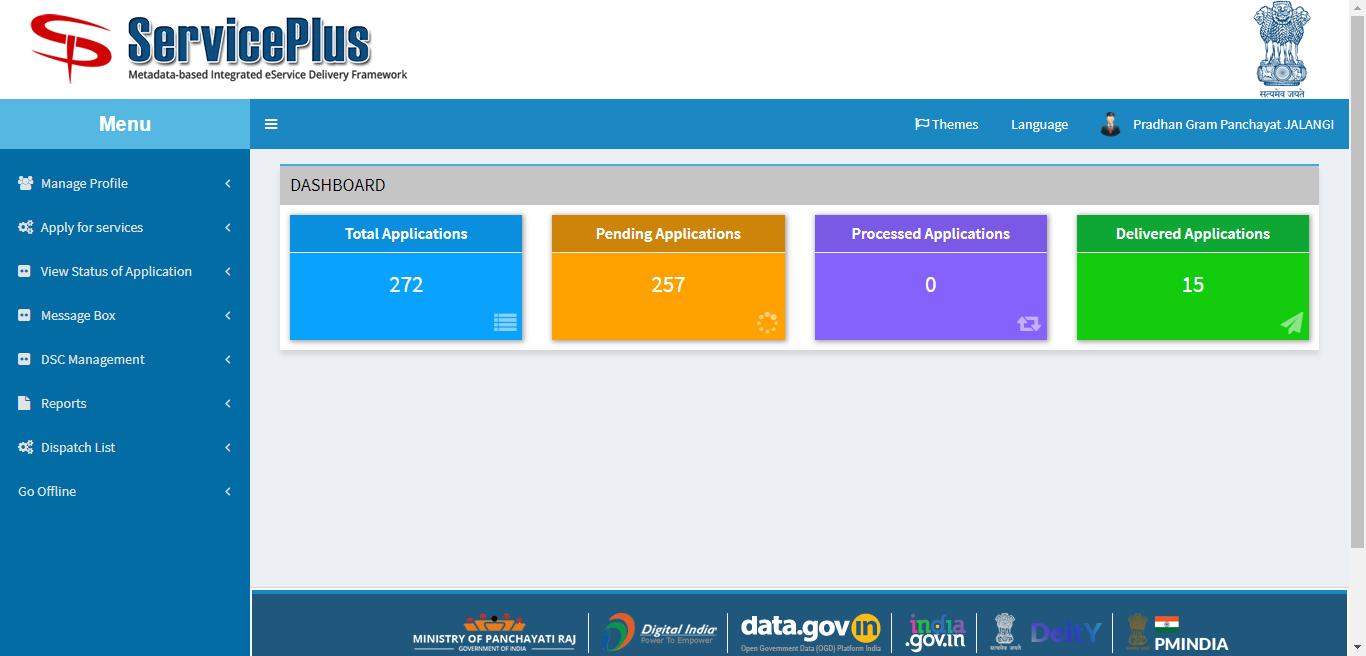 ServicePlus
Metadata-based Integrated eService Delivery Framework
सत्यमेव जयते
Menu
Themes
Language
Pradhan Gram Panchayat JALANGI
Manage Profile
Apply for services
View Status of Application
Message Box
DSC Management
Reports
Dispatch List
Go Offline
DASHBOARD
Total Applications
272
Pending Applications
257
Processed Applications
0
Delivered Applications
15
MINISTRY OF PANCHAYATI RAJ
GOVERNMENT OF INDIA
Digital India
Power To Empower
data.gov in
Open Government Data (OGD) Platform India
india
.gov.in
सत्यमेव जयते
DeitY
PMINDIA